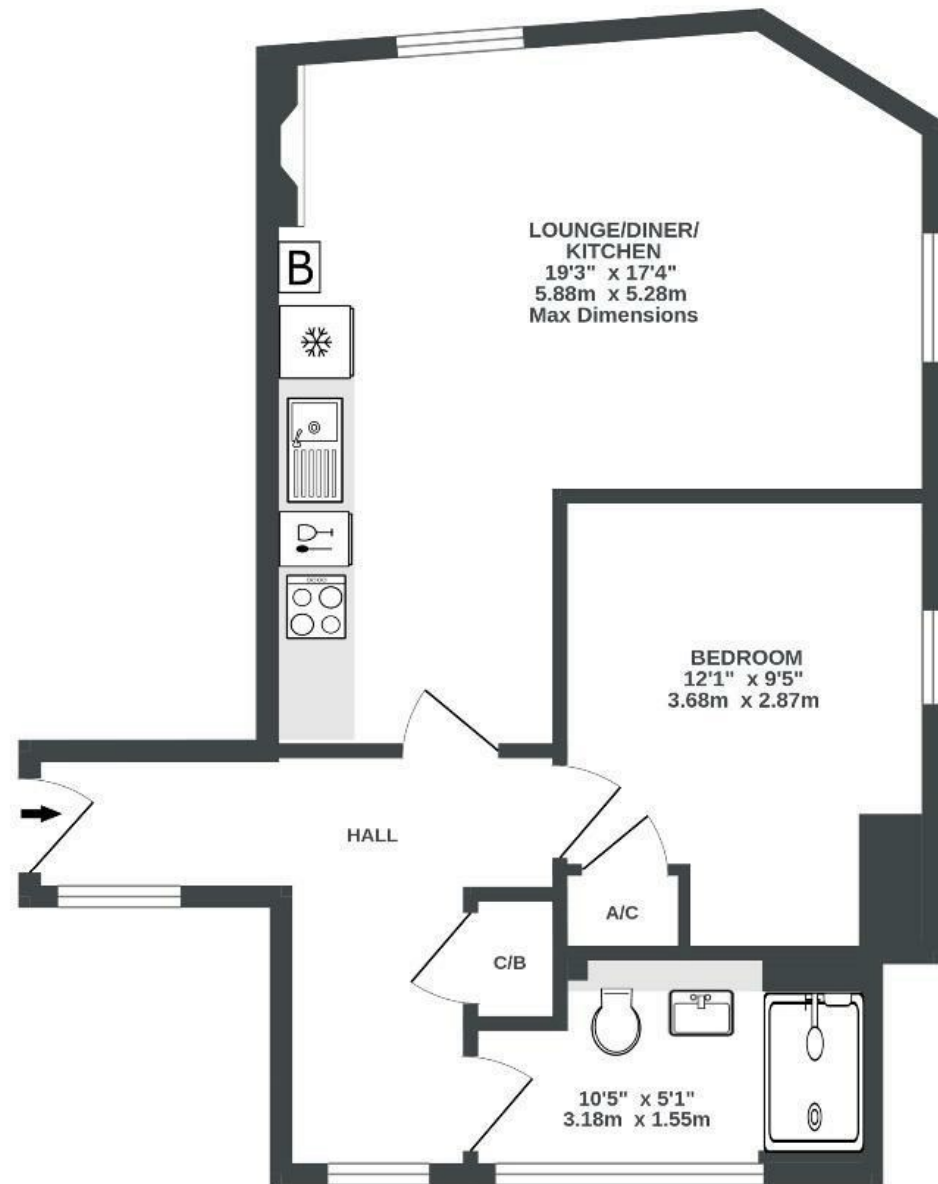 LOUNGE/DINER/
KITCHEN
19'3" x 17'4"
5.88m x 5.28m
Max Dimensions
B
BEDROOM
12'1" x 9'5"
3.68m x 2.87m
HALL
A/C
C/B
10'5" x 5'1"
3.18m x 1.55m